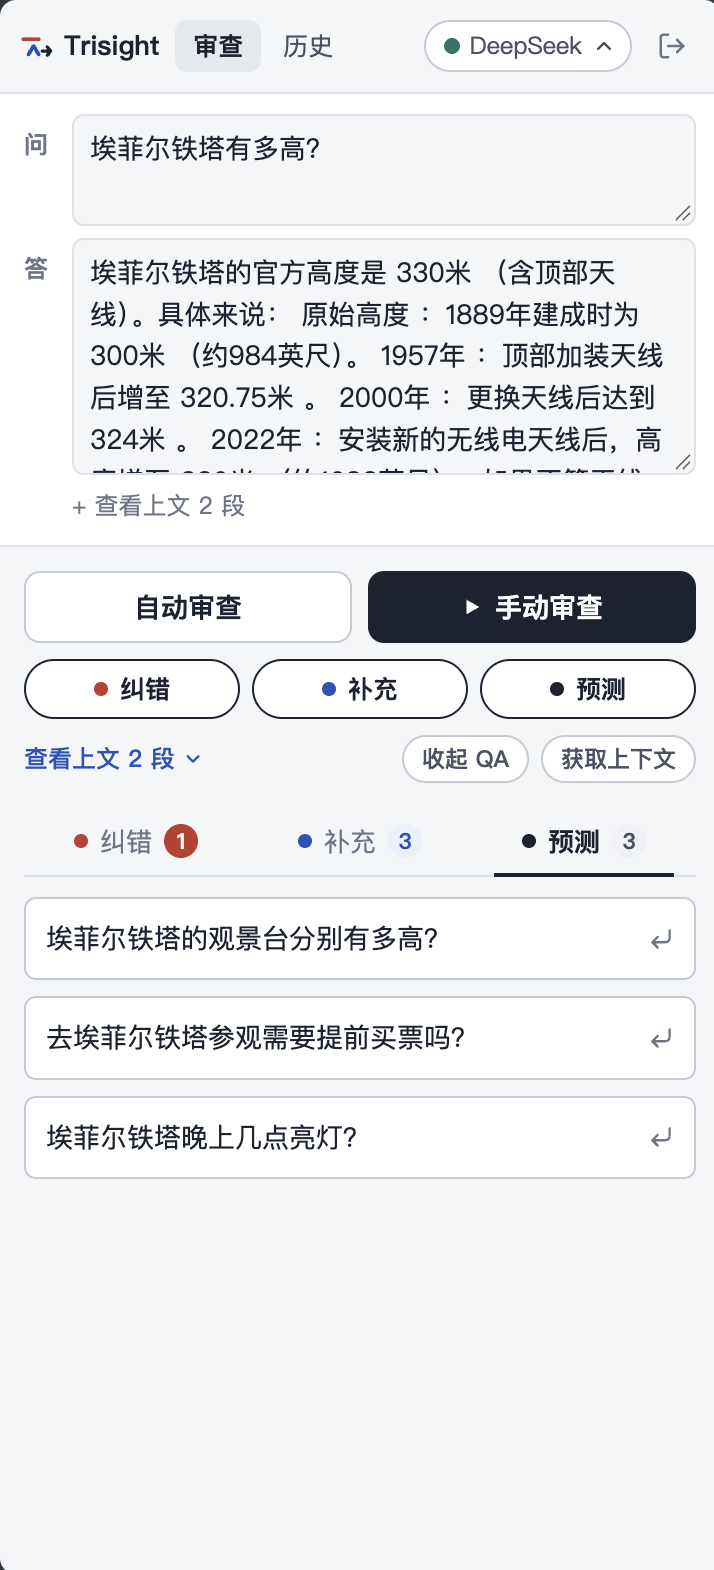 Trisight 审查 历史 DeepSeek
问
埃菲尔铁塔有多高?
答
埃菲尔铁塔的官方高度是 330米 （含顶部天
线）。具体来说： 原始高度 ： 1889年建成时为
300米 （约984英尺）。 1957年 ： 顶部加装天线
后增至 320.75米 。 2000年 ： 更换天线后达到
324米 。 2022年 ： 安装新的无线电天线后，高
+ 查看上文 2 段
自动审查 手动审查
纠错 补充 预测
查看上文 2 段 收起 QA 获取上下文
纠错 1 补充 3 预测 3
埃菲尔铁塔的观景台分别有多高?
去埃菲尔铁塔参观需要提前买票吗?
埃菲尔铁塔晚上几点亮灯?